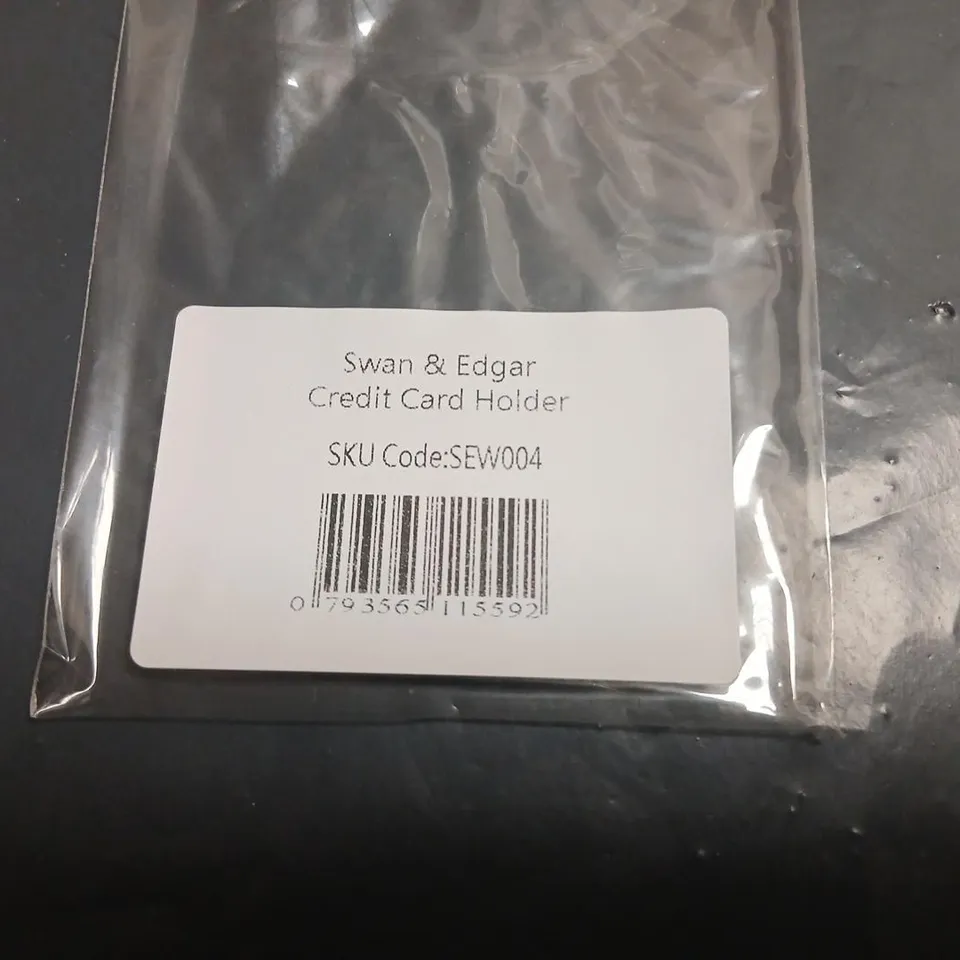 Swan & Edgar
Credit Card Holder
SKU Code:SEW004
0 793565 115592